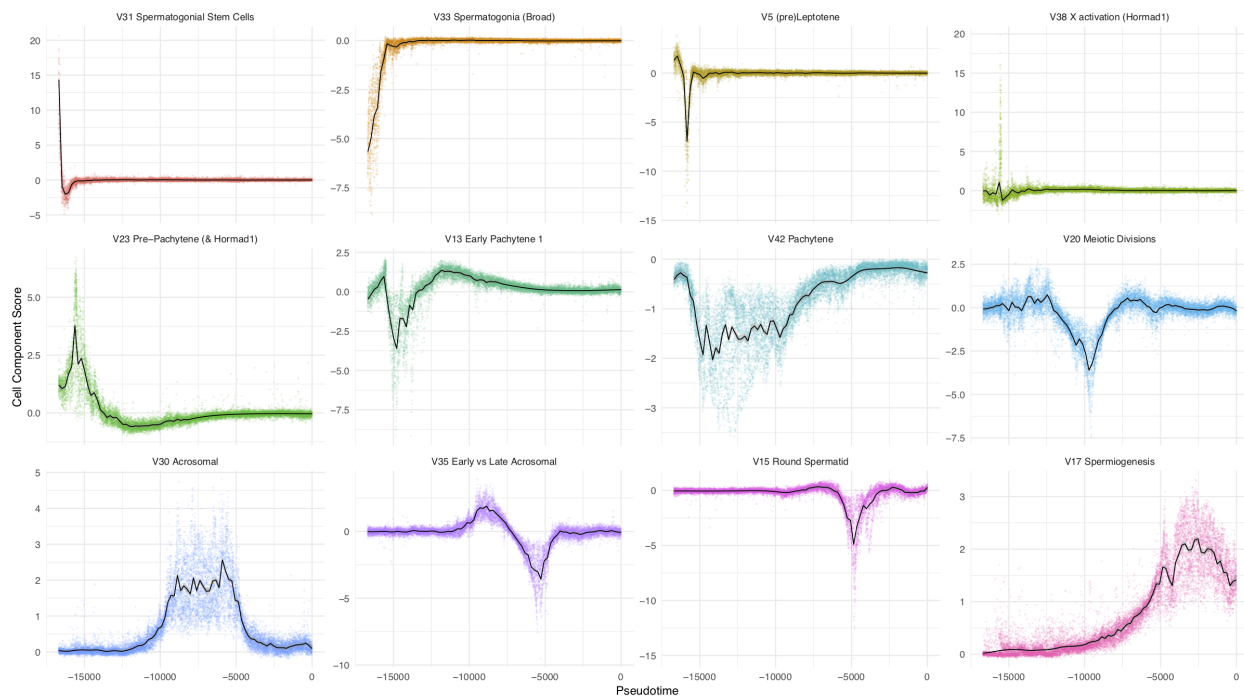 V31 Spermatogonial Stem Cells
V33 Spermatogonia (Broad)
V5 (pre)Leptotene
V38 X activation (Hormad1)
20
15
10
5
0
−5
0.0
−2.5
−5.0
−7.5
0
−5
−10
−15
20
15
10
5
0
V23 Pre−Pachytene (& Hormad1)
V13 Early Pachytene 1
V42 Pachytene
V20 Meiotic Divisions
Cell Component Score
5.0
2.5
0.0
2.5
0.0
−2.5
−5.0
−7.5
0
−1
−2
−3
2.5
0.0
−2.5
−5.0
−7.5
V30 Acrosomal
V35 Early vs Late Acrosomal
V15 Round Spermatid
V17 Spermiogenesis
5
4
3
2
1
0
0
−5
−10
0
−5
−10
−15
3
2
1
0
−15000 −10000 −5000 0
−15000 −10000 −5000 0
−15000 −10000 −5000 0
−15000 −10000 −5000 0
Pseudotime